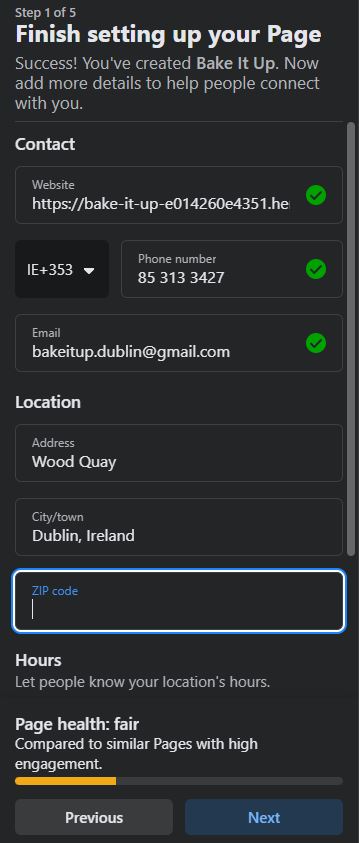 Step 1 of 5
Finish setting up your Page
Success! You've created Bake It Up. Now
add more details to help people connect
with you.
Contact
Website
https://bake-it-up-e014260e4351.he
IE+353
Phone number
85 313 3427
Email
bakeitup.dublin@gmail.com
Location
Address
Wood Quay
City/town
Dublin, Ireland
ZIP code
Hours
Let people know your location's hours.
Page health: fair
Compared to similar Pages with high
engagement.
Previous
Next